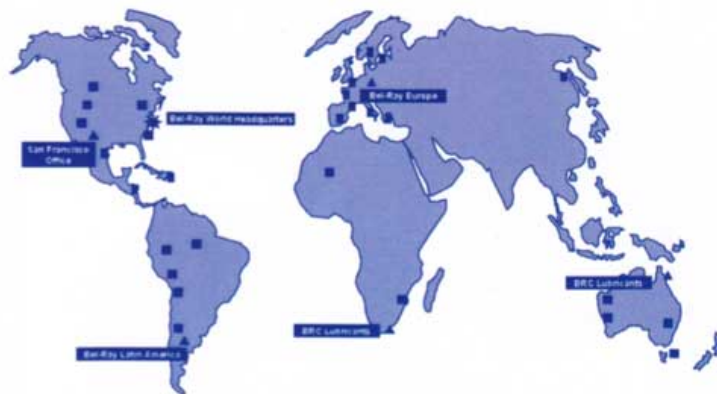 Bel-Ray World Headquarters
Bel-Ray Europe
San Francisco
Office
BRC Lubricants
BRC Lubricants
Bel-Ray Latin America